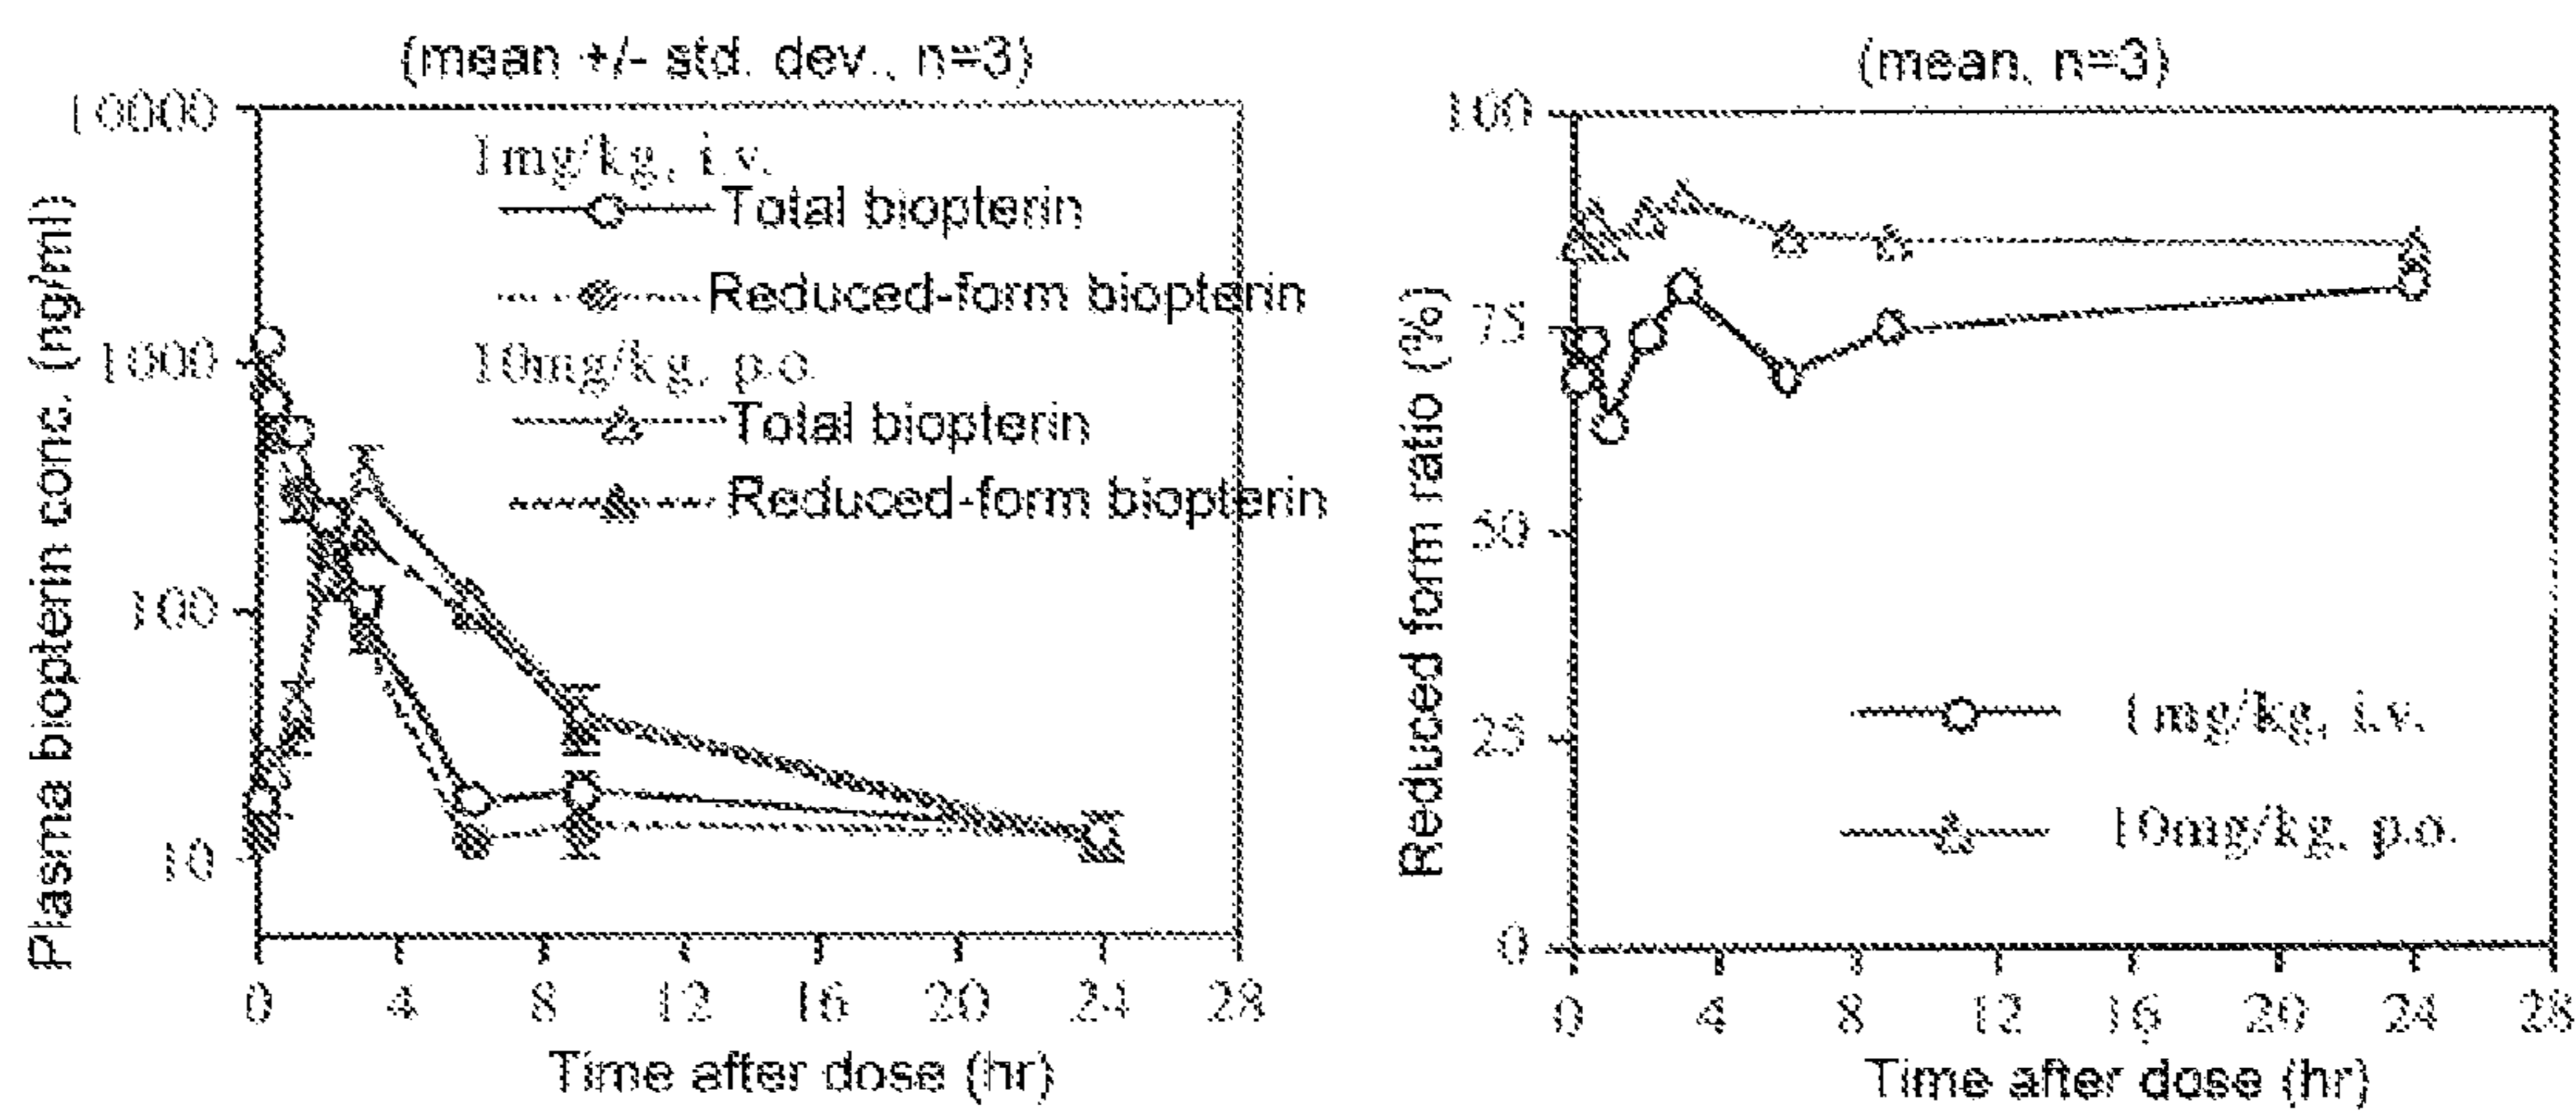 (mean +/- std. dev., n=3)
10000
1000
100
10
Plasma biopterin conc. (ng/ml)
1mg/kg, i.v.
Total biopterin
Reduced-form biopterin
10mg/kg, p.o.
Total biopterin
Reduced-form biopterin
0 4 8 12 16 20 24 28
Time after dose (hr)
(mean, n=3)
100
75
50
25
0
Reduced form ratio (%)
1mg/kg, i.v.
10mg/kg, p.o.
0 4 8 12 16 20 24 28
Time after dose (hr)